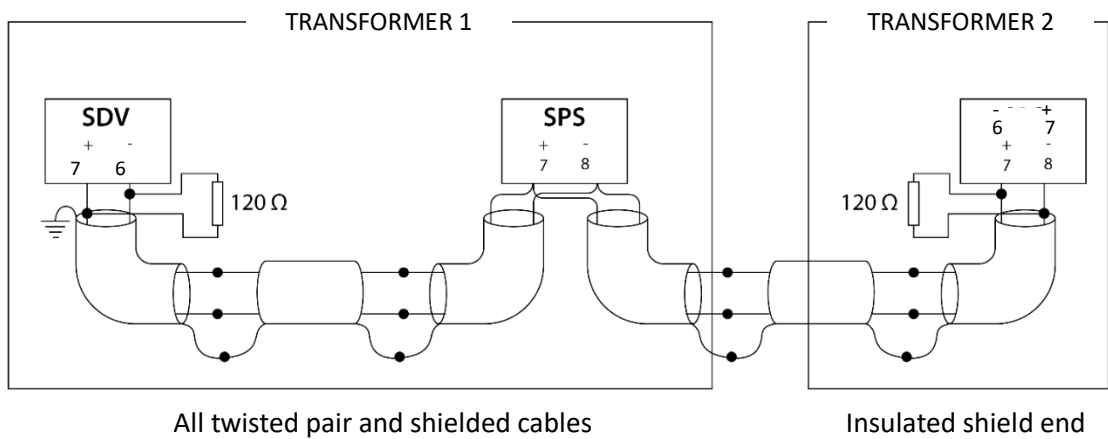 TRANSFORMER 1
TRANSFORMER 2
SDV
+ -
7 6
120 Ω
SPS
+ -
7 8
- +
6 7
+ -
7 8
120 Ω
All twisted pair and shielded cables
Insulated shield end